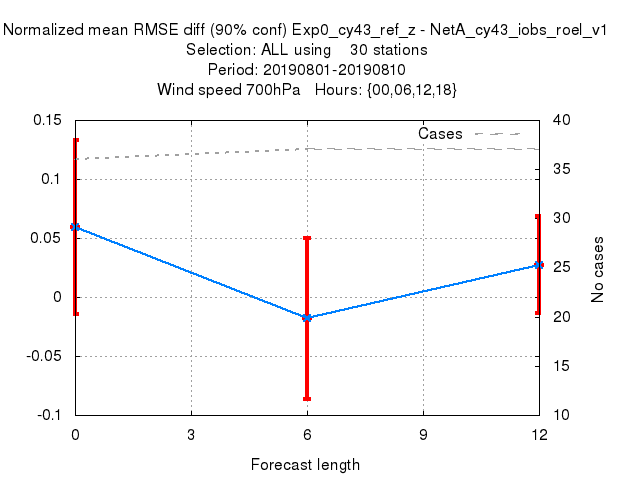 Normalized mean RMSE diff (90% conf) Exp0_cy43_ref_z - NetA_cy43_iobs_roel_v1
Selection: ALL using    30 stations
Period: 20190801-20190810
Wind speed 700hPa   Hours: {00,06,12,18}
0.15
0.1
0.05
0
-0.05
-0.1
Cases
40
35
30
25
20
15
10
No cases
0 3 6 9 12
Forecast length